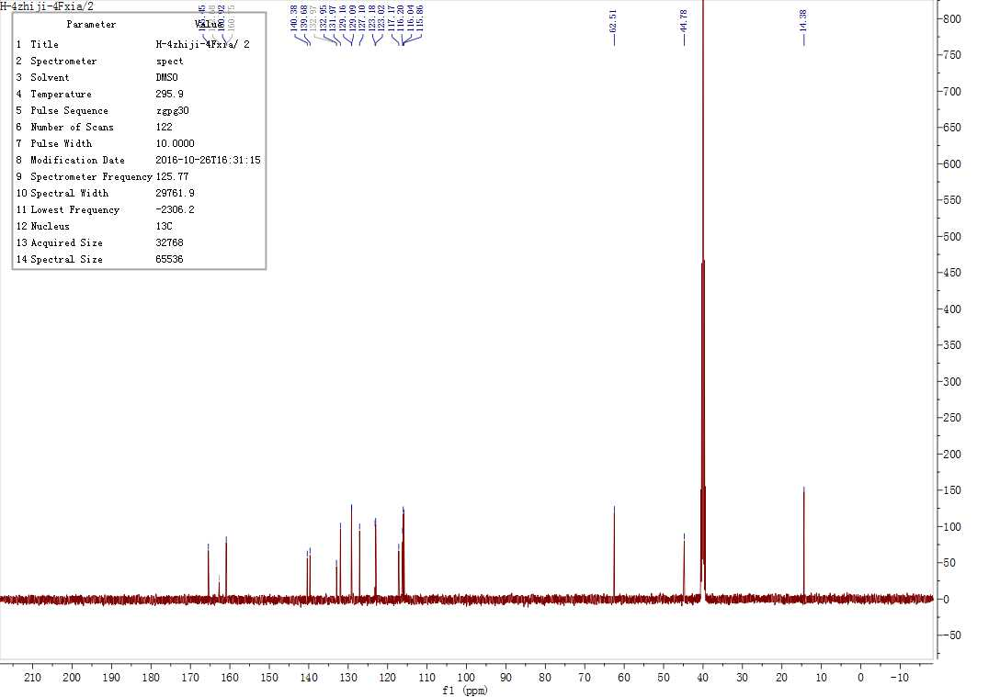 H-4zhiji-4Fxia/2
Parameter
1 Title H-4zhiji-4Fxia/ 2
2 Spectrometer spect
3 Solvent DMSO
4 Temperature 295.9
5 Pulse Sequence zgpg30
6 Number of Scans 122
7 Pulse Width 10.0000
8 Modification Date 2016-10-26T16:31:15
9 Spectrometer Frequency 125.77
10 Spectral Width 29761.9
11 Lowest Frequency -2306.2
12 Nucleus 13C
13 Acquired Size 32768
14 Spectral Size 65536
140.38
139.68
132.97
132.95
131.97
129.16
129.09
127.10
123.18
123.02
117.17
116.20
116.04
115.86
62.51
44.78
14.38
800
750
700
650
600
550
500
450
400
350
300
250
200
150
100
50
0
-50
210 200 190 180 170 160 150 140 130 120 110 100 90 80 70 60 50 40 30 20 10 0 -10
f1 (ppm)